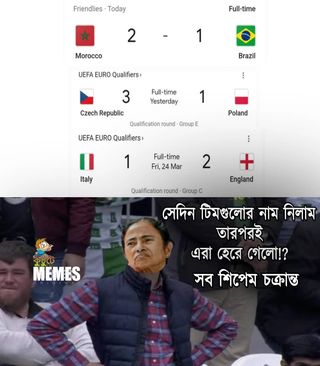 Friendlies · Today Full-time
2 - 1
Morocco Brazil
UEFA EURO Qualifiers ›
3 Full-time 1
Yesterday
Czech Republic Poland
Qualification round · Group E
UEFA EURO Qualifiers ›
1 Full-time 2
Fri, 24 Mar
Italy England
Qualification round · Group C
সেদিন টিমগুলোর নাম নিলাম
তারপরই
এরা হেরে গেলো!?
সব শিপেম চক্রান্ত
MEMES